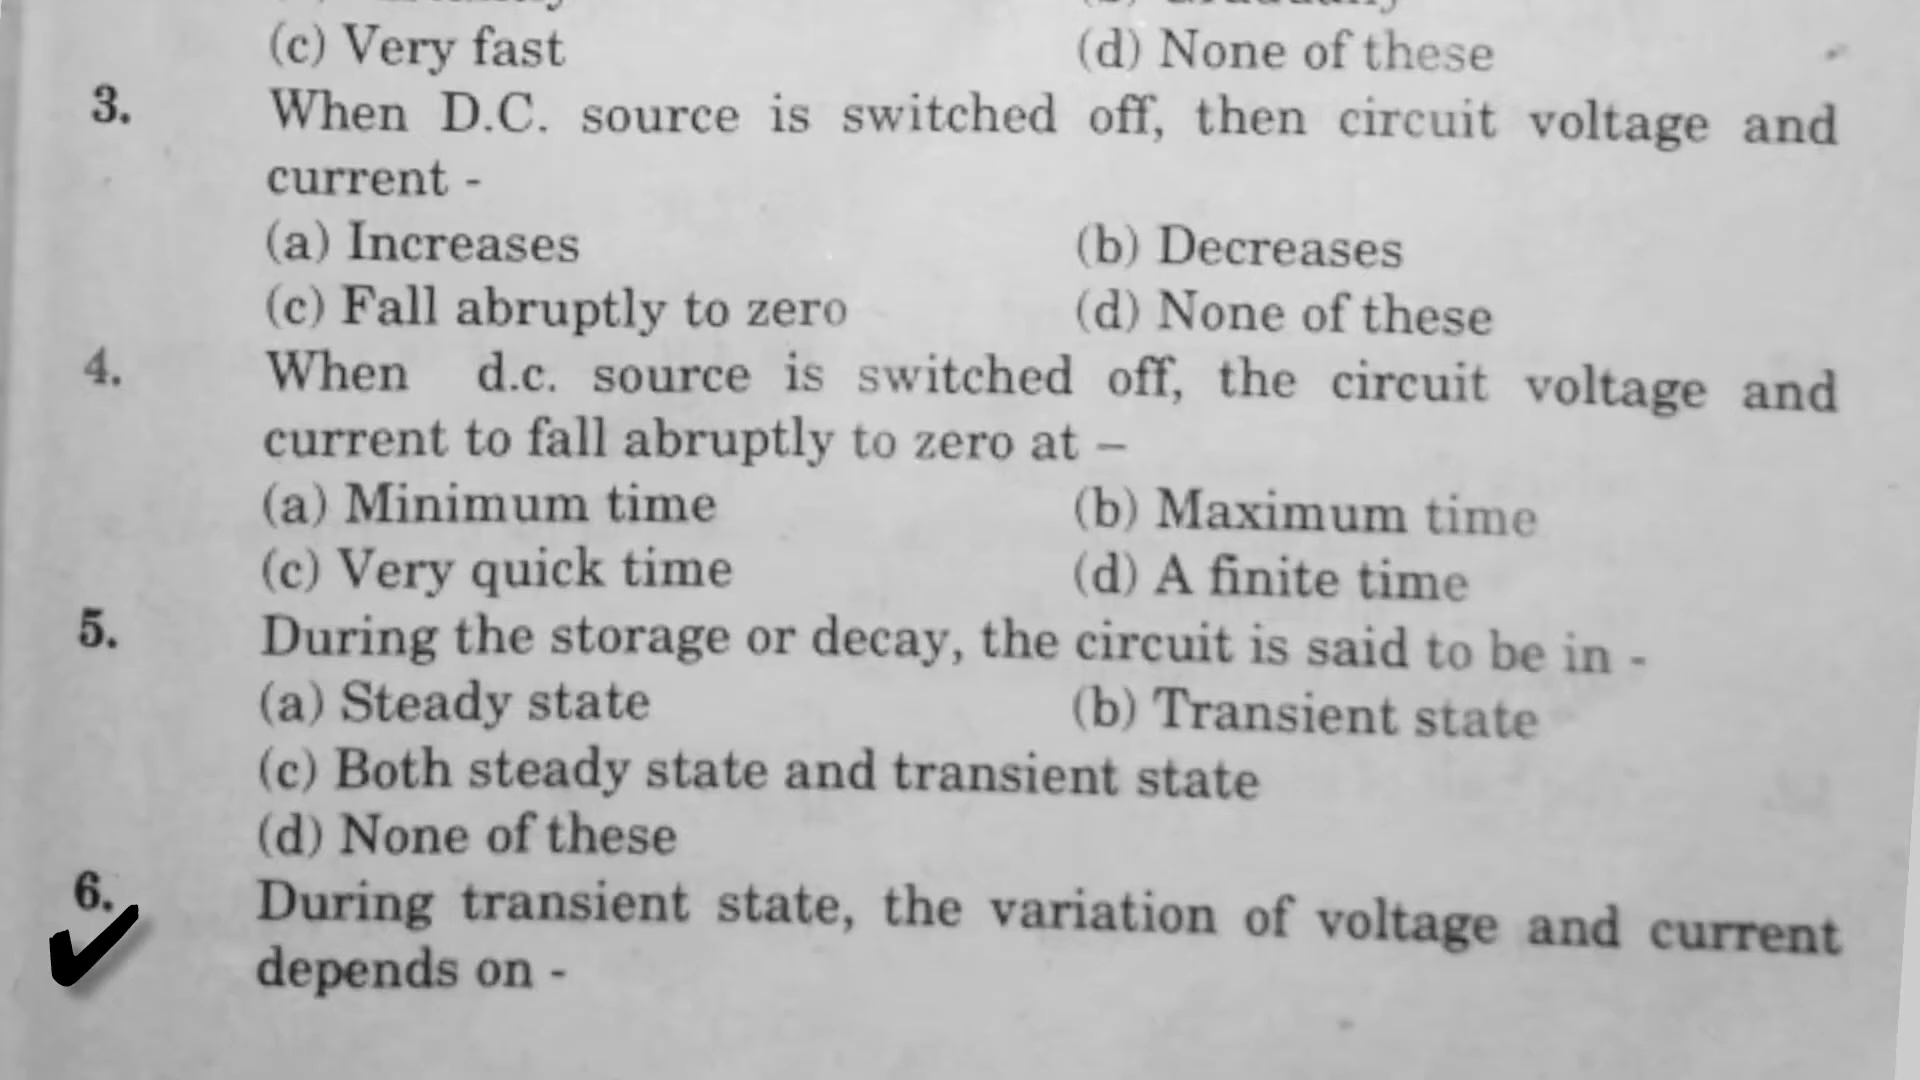 (c) Very fast (d) None of these
3. When D.C. source is switched off, then circuit voltage and
current -
(a) Increases (b) Decreases
(c) Fall abruptly to zero (d) None of these
4. When d.c. source is switched off, the circuit voltage and
current to fall abruptly to zero at –
(a) Minimum time (b) Maximum time
(c) Very quick time (d) A finite time
5. During the storage or decay, the circuit is said to be in -
(a) Steady state (b) Transient state
(c) Both steady state and transient state
(d) None of these
6. During transient state, the variation of voltage and current
depends on -